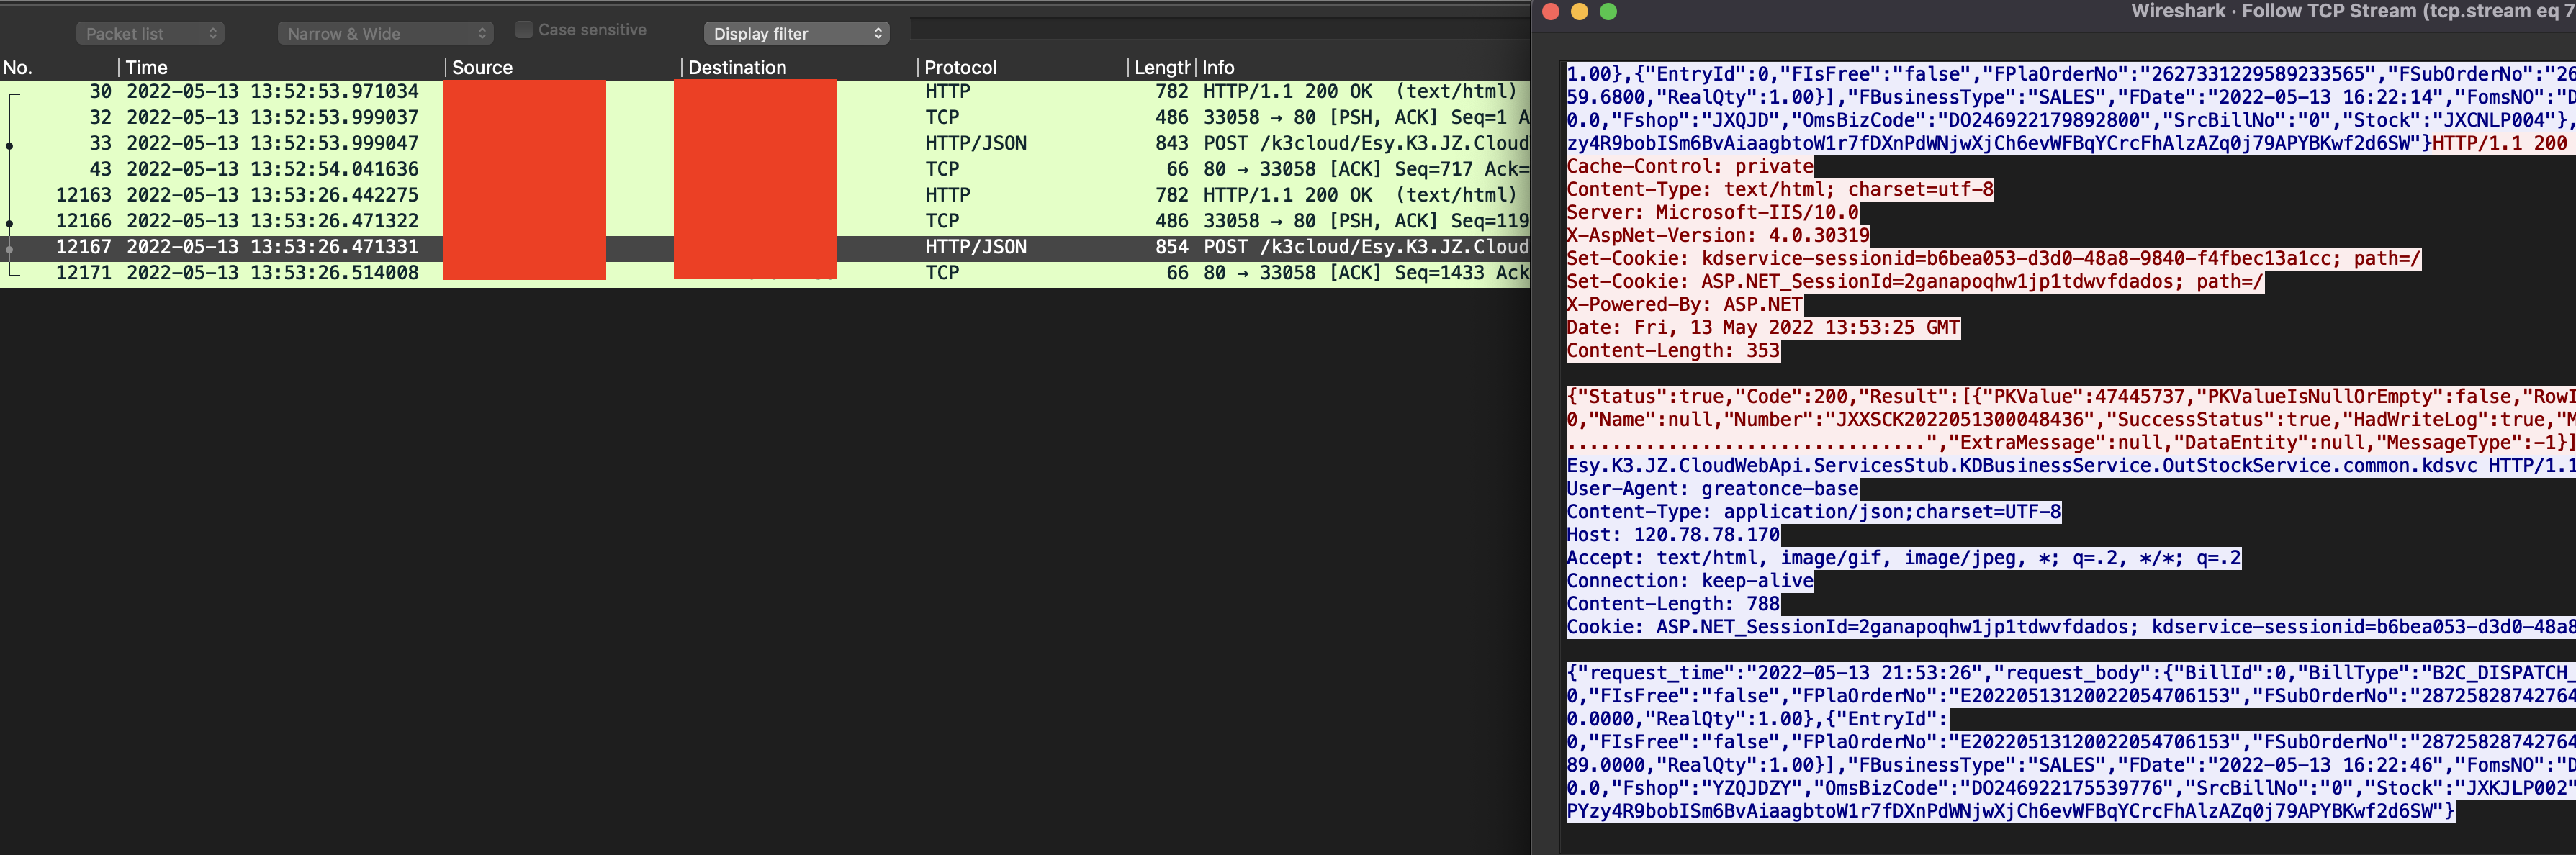 Packet list
Narrow & Wide
Case sensitive
Display filter
No. Time Source Destination Protocol Length Info
30 2022-05-13 13:52:53.971034 HTTP 782 HTTP/1.1 200 OK (text/html)
32 2022-05-13 13:52:53.999037 TCP 486 33058 → 80 [PSH, ACK] Seq=1 A
33 2022-05-13 13:52:53.999047 HTTP/JSON 843 POST /k3cloud/Esy.K3.JZ.Cloud
43 2022-05-13 13:52:54.041636 TCP 66 80 → 33058 [ACK] Seq=717 Ack=
12163 2022-05-13 13:53:26.442275 HTTP 782 HTTP/1.1 200 OK (text/html)
12166 2022-05-13 13:53:26.471322 TCP 486 33058 → 80 [PSH, ACK] Seq=119
12167 2022-05-13 13:53:26.471331 HTTP/JSON 854 POST /k3cloud/Esy.K3.JZ.Cloud
12171 2022-05-13 13:53:26.514008 TCP 66 80 → 33058 [ACK] Seq=1433 Ack
Wireshark · Follow TCP Stream (tcp.stream eq 7
1.00},{"EntryId":0,"FIsFree":"false","FPlaOrderNo":"2627331229589233565","FSubOrderNo":"26
59.6800,"RealQty":1.00}],"FBusinessType":"SALES","FDate":"2022-05-13 16:22:14","FomsNO":"D
0.0,"Fshop":"JXQJD","OmsBizCode":"DO246922179892800","SrcBillNo":"0","Stock":"JXCNLP004"},
zy4R9bobISm6BvAiaagbtoW1r7fDXnPdWNjwXjCh6evWFBqYCrcFhAlzAZq0j79APYBKwf2d6SW"}HTTP/1.1 200
Cache-Control: private
Content-Type: text/html; charset=utf-8
Server: Microsoft-IIS/10.0
X-AspNet-Version: 4.0.30319
Set-Cookie: kdservice-sessionid=b6bea053-d3d0-48a8-9840-f4fbec13a1cc; path=/
Set-Cookie: ASP.NET_SessionId=2ganapoqhw1jp1tdwvfdados; path=/
X-Powered-By: ASP.NET
Date: Fri, 13 May 2022 13:53:25 GMT
Content-Length: 353
{"Status":true,"Code":200,"Result":[{"PKValue":47445737,"PKValueIsNullOrEmpty":false,"RowI
0,"Name":null,"Number":"JXXSCK2022051300048436","SuccessStatus":true,"HadWriteLog":true,"M
................................","ExtraMessage":null,"DataEntity":null,"MessageType":-1}]
Esy.K3.JZ.CloudWebApi.ServicesStub.KDBusinessService.OutStockService.common.kdsvc HTTP/1.1
User-Agent: greatonce-base
Content-Type: application/json;charset=UTF-8
Host: 120.78.78.170
Accept: text/html, image/gif, image/jpeg, *; q=.2, */*; q=.2
Connection: keep-alive
Content-Length: 788
Cookie: ASP.NET_SessionId=2ganapoqhw1jp1tdwvfdados; kdservice-sessionid=b6bea053-d3d0-48a8
{"request_time":"2022-05-13 21:53:26","request_body":{"BillId":0,"BillType":"B2C_DISPATCH_
0,"FIsFree":"false","FPlaOrderNo":"E20220513120022054706153","FSubOrderNo":"28725828742764
0.0000,"RealQty":1.00},{"EntryId":
0,"FIsFree":"false","FPlaOrderNo":"E20220513120022054706153","FSubOrderNo":"28725828742764
89.0000,"RealQty":1.00}],"FBusinessType":"SALES","FDate":"2022-05-13 16:22:46","FomsNO":"D
0.0,"Fshop":"YZQJDZY","OmsBizCode":"DO246922175539776","SrcBillNo":"0","Stock":"JXKJLP002"
PYzy4R9bobISm6BvAiaagbtoW1r7fDXnPdWNjwXjCh6evWFBqYCrcFhAlzAZq0j79APYBKwf2d6SW"}